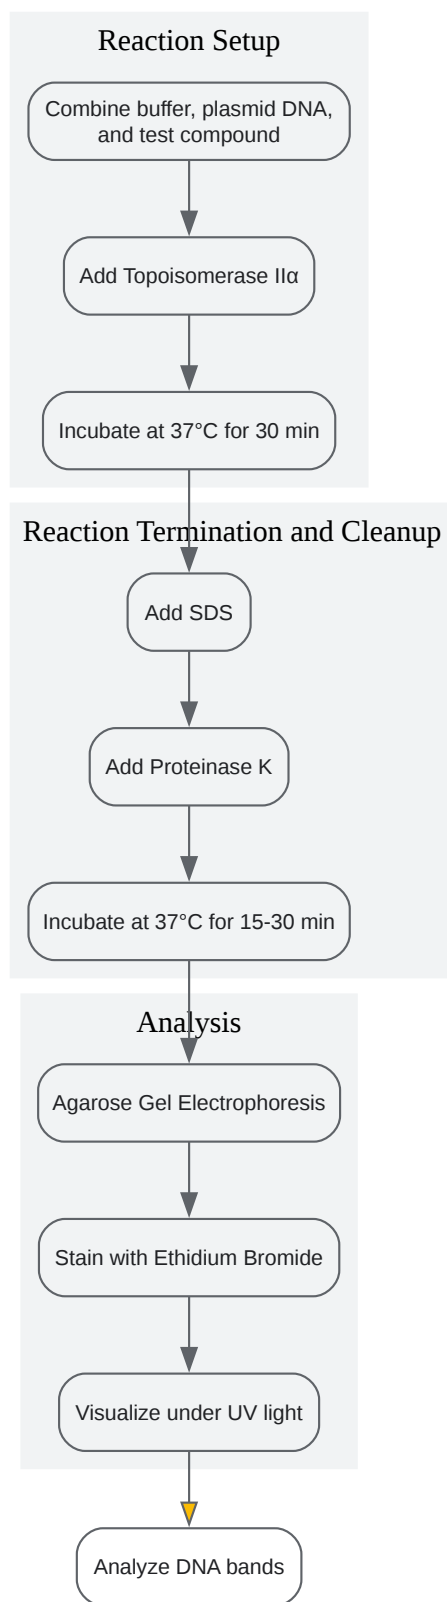 Reaction Setup
Combine buffer, plasmid DNA,
and test compound
Add Topoisomerase IIα
Incubate at 37°C for 30 min
Reaction Termination and Cleanup
Add SDS
Add Proteinase K
Incubate at 37°C for 15-30 min
Analysis
Agarose Gel Electrophoresis
Stain with Ethidium Bromide
Visualize under UV light
Analyze DNA bands